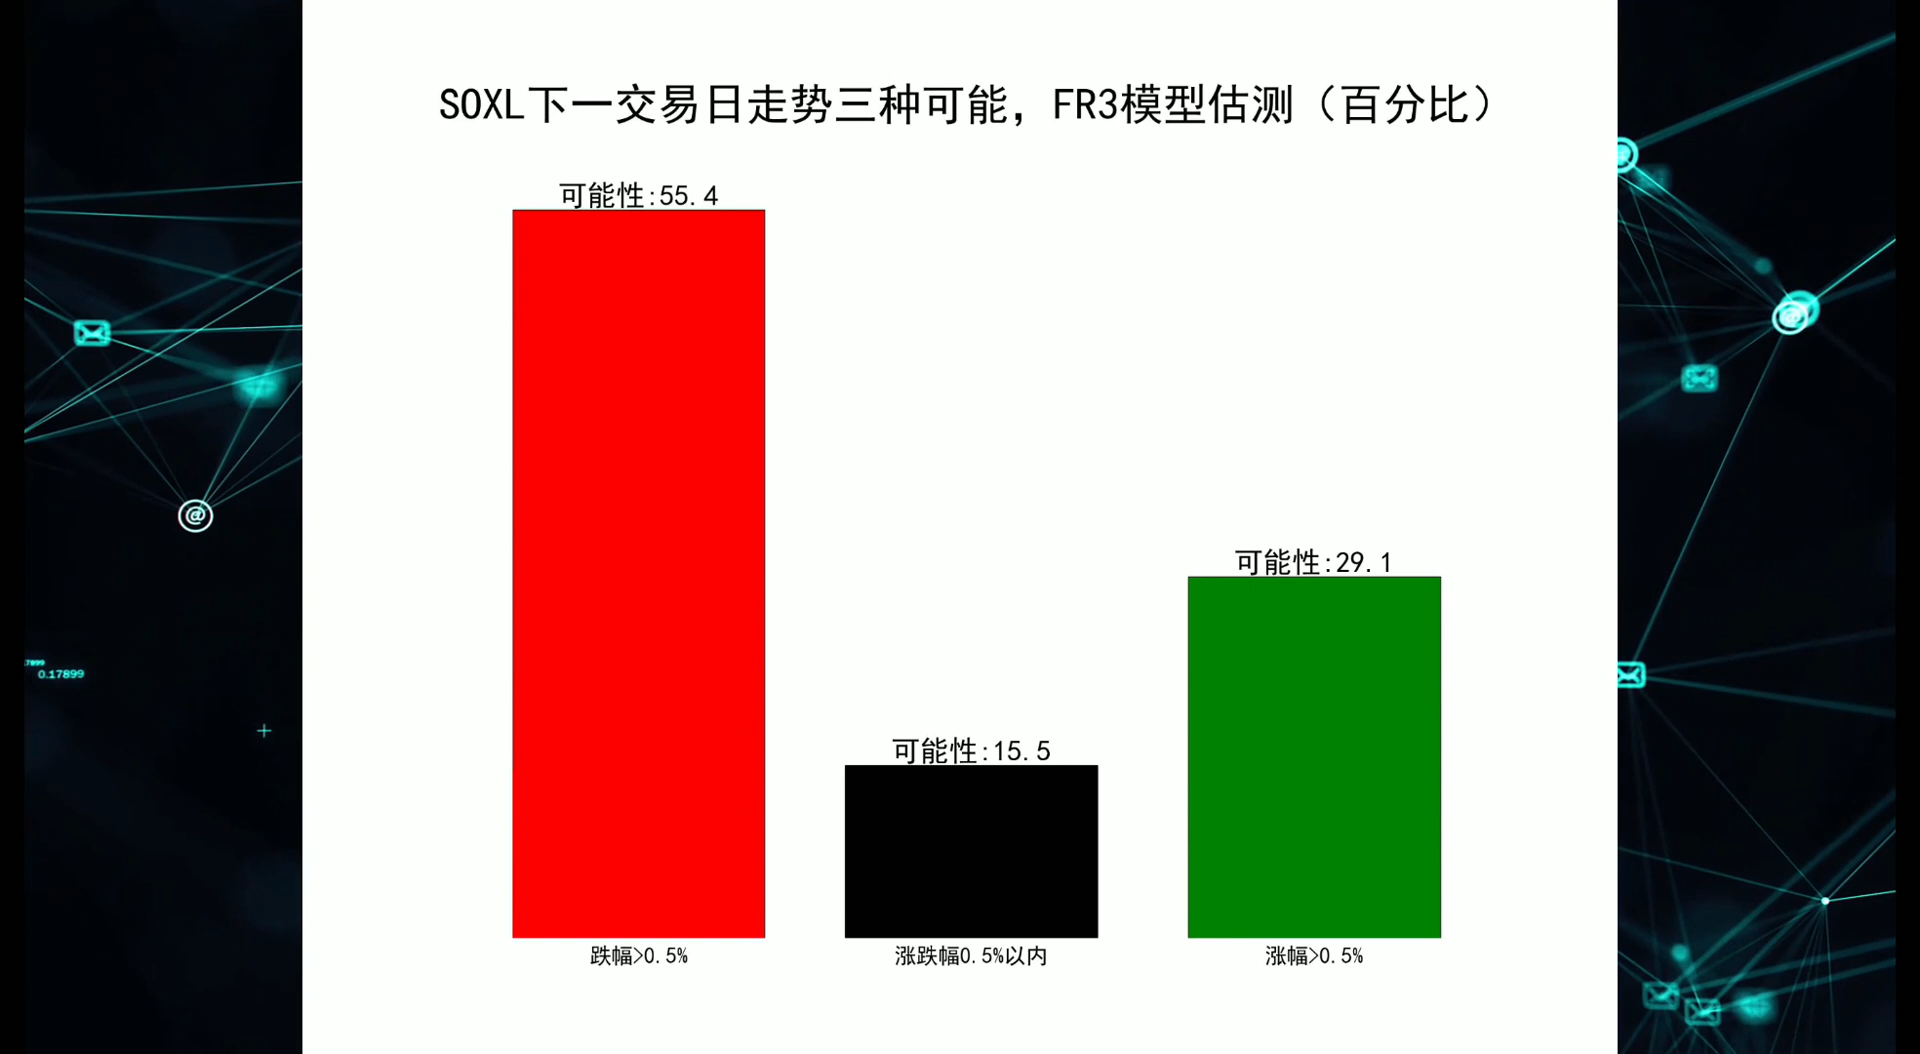 SOXL下一交易日走势三种可能，FR3模型估测（百分比）
可能性:55.4
可能性:29.1
可能性:15.5
跌幅>0.5%
涨跌幅0.5%以内
涨幅>0.5%
0.17899